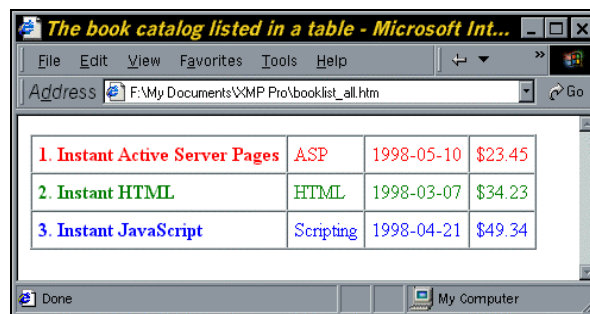 The book catalog listed in a table - Microsoft Int...
File Edit View Favorites Tools Help »
Address F:\My Documents\XMP Pro\booklist_all.htm Go
1. Instant Active Server Pages ASP 1998-05-10 $23.45
2. Instant HTML HTML 1998-03-07 $34.23
3. Instant JavaScript Scripting 1998-04-21 $49.34
Done My Computer